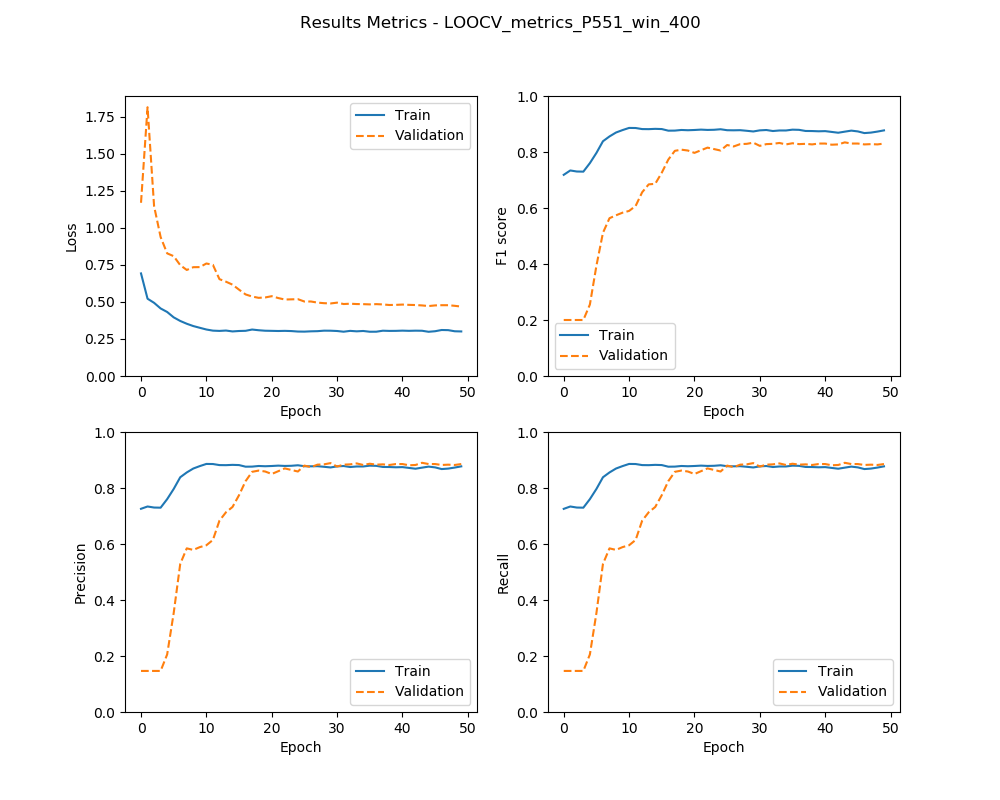 Results Metrics - LOOCV_metrics_P551_win_400
Loss
1.75
1.50
1.25
1.00
0.75
0.50
0.25
0.00
Train
Validation
0 10 20 30 40 50
Epoch
F1 score
1.0
0.8
0.6
0.4
0.2
0.0
Train
Validation
0 10 20 30 40 50
Epoch
Precision
1.0
0.8
0.6
0.4
0.2
0.0
Train
Validation
0 10 20 30 40 50
Epoch
Recall
1.0
0.8
0.6
0.4
0.2
0.0
Train
Validation
0 10 20 30 40 50
Epoch